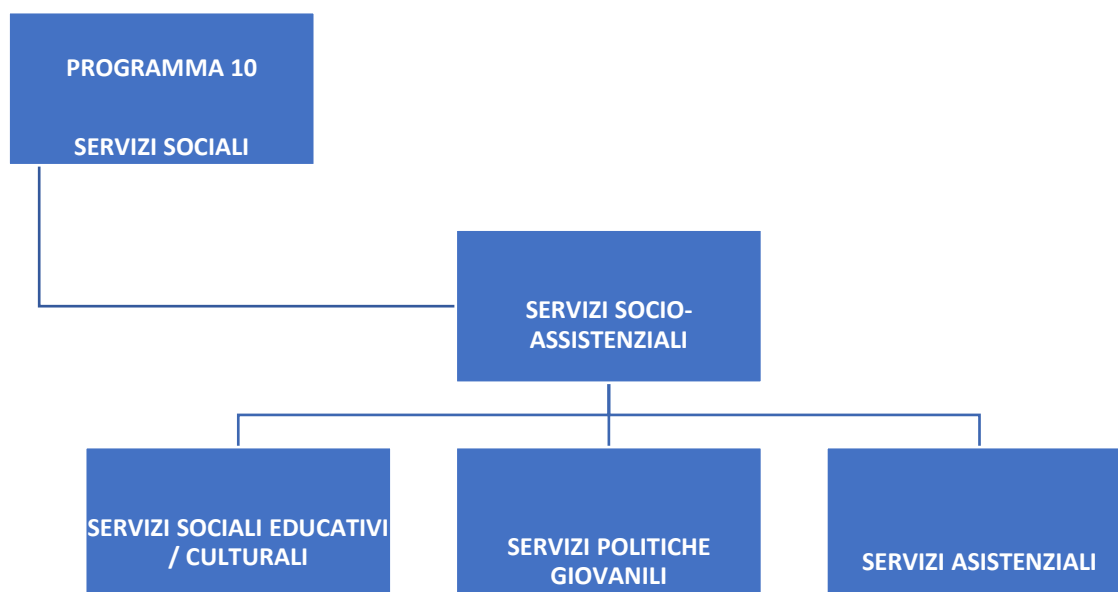 PROGRAMMA 10
SERVIZI SOCIALI
SERVIZI SOCIO-
ASSISTENZIALI
SERVIZI SOCIALI EDUCATIVI
/ CULTURALI
SERVIZI POLITICHE
GIOVANILI
SERVIZI ASISTENZIALI